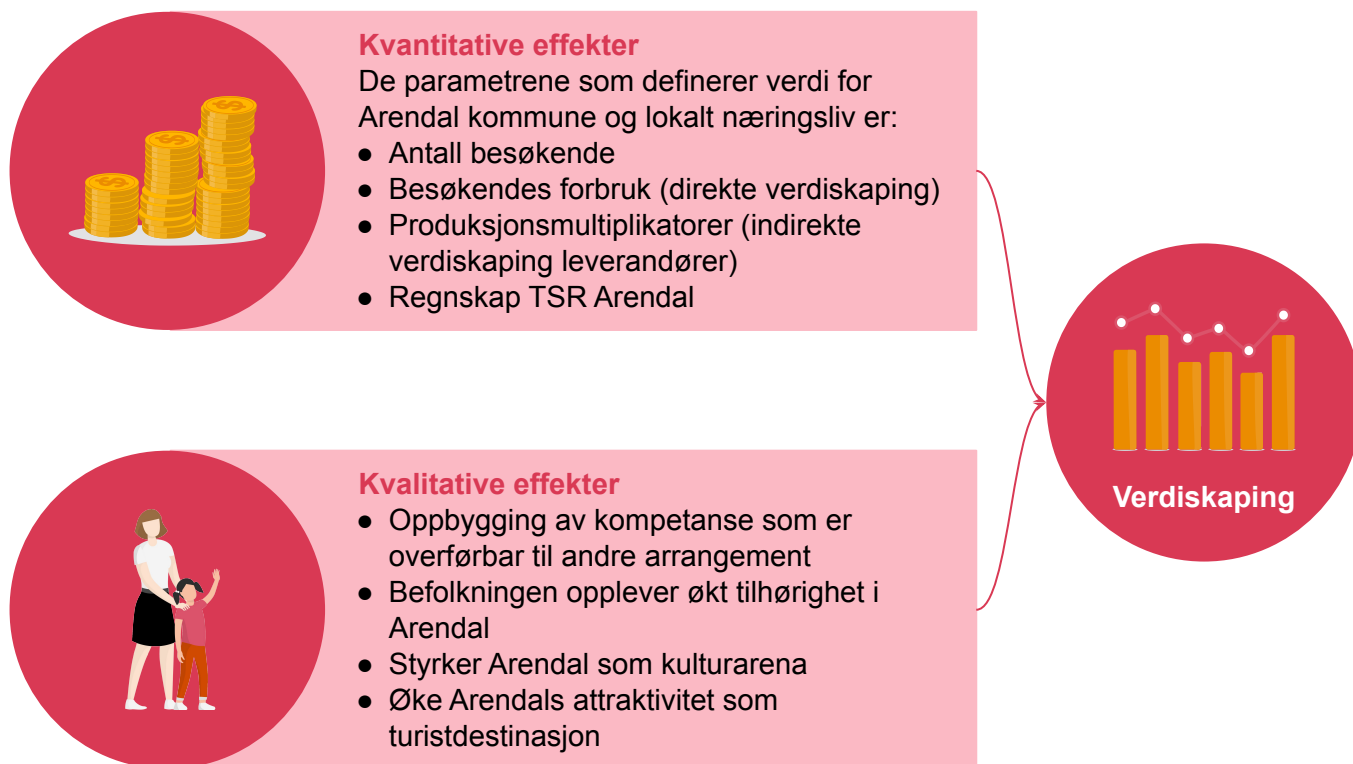 Kvantitative effekter
De parametrene som definerer verdi for
Arendal kommune og lokalt næringsliv er:
● Antall besøkende
● Besøkendes forbruk (direkte verdiskaping)
● Produksjonsmultiplikatorer (indirekte
verdiskaping leverandører)
● Regnskap TSR Arendal
Kvalitative effekter
● Oppbygging av kompetanse som er
overførbar til andre arrangement
● Befolkningen opplever økt tilhørighet i
Arendal
● Styrker Arendal som kulturarena
● Øke Arendals attraktivitet som
turistdestinasjon
Verdiskaping